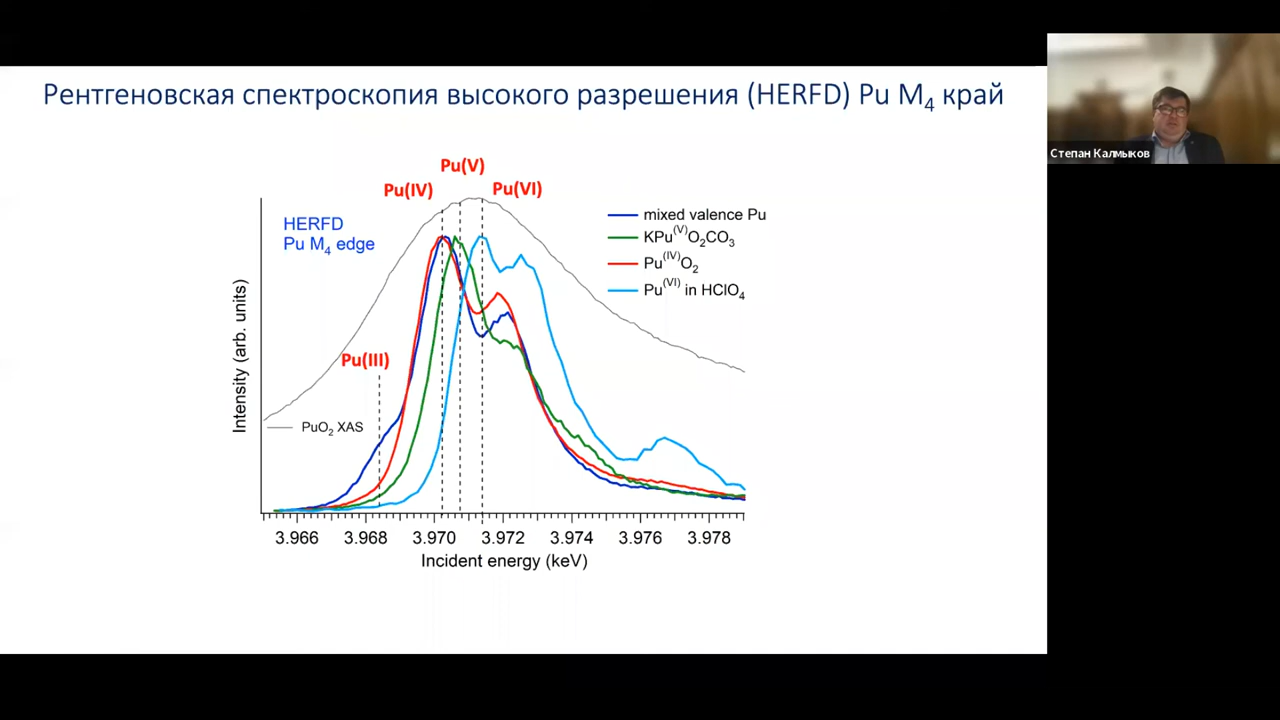 Рентгеновская спектроскопия высокого разрешения (HERFD) Pu M₄ край
Степан Калмыков
Pu(V)
Pu(IV)
Pu(VI)
HERFD
Pu M₄ edge
mixed valence Pu
KPu⁽ⱽ⁾O₂CO₃
Pu⁽ᴵⱽ⁾O₂
Pu⁽ⱽᴵ⁾ in HClO₄
Pu(III)
PuO₂ XAS
Intensity (arb. units)
3.966 3.968 3.970 3.972 3.974 3.976 3.978
Incident energy (keV)